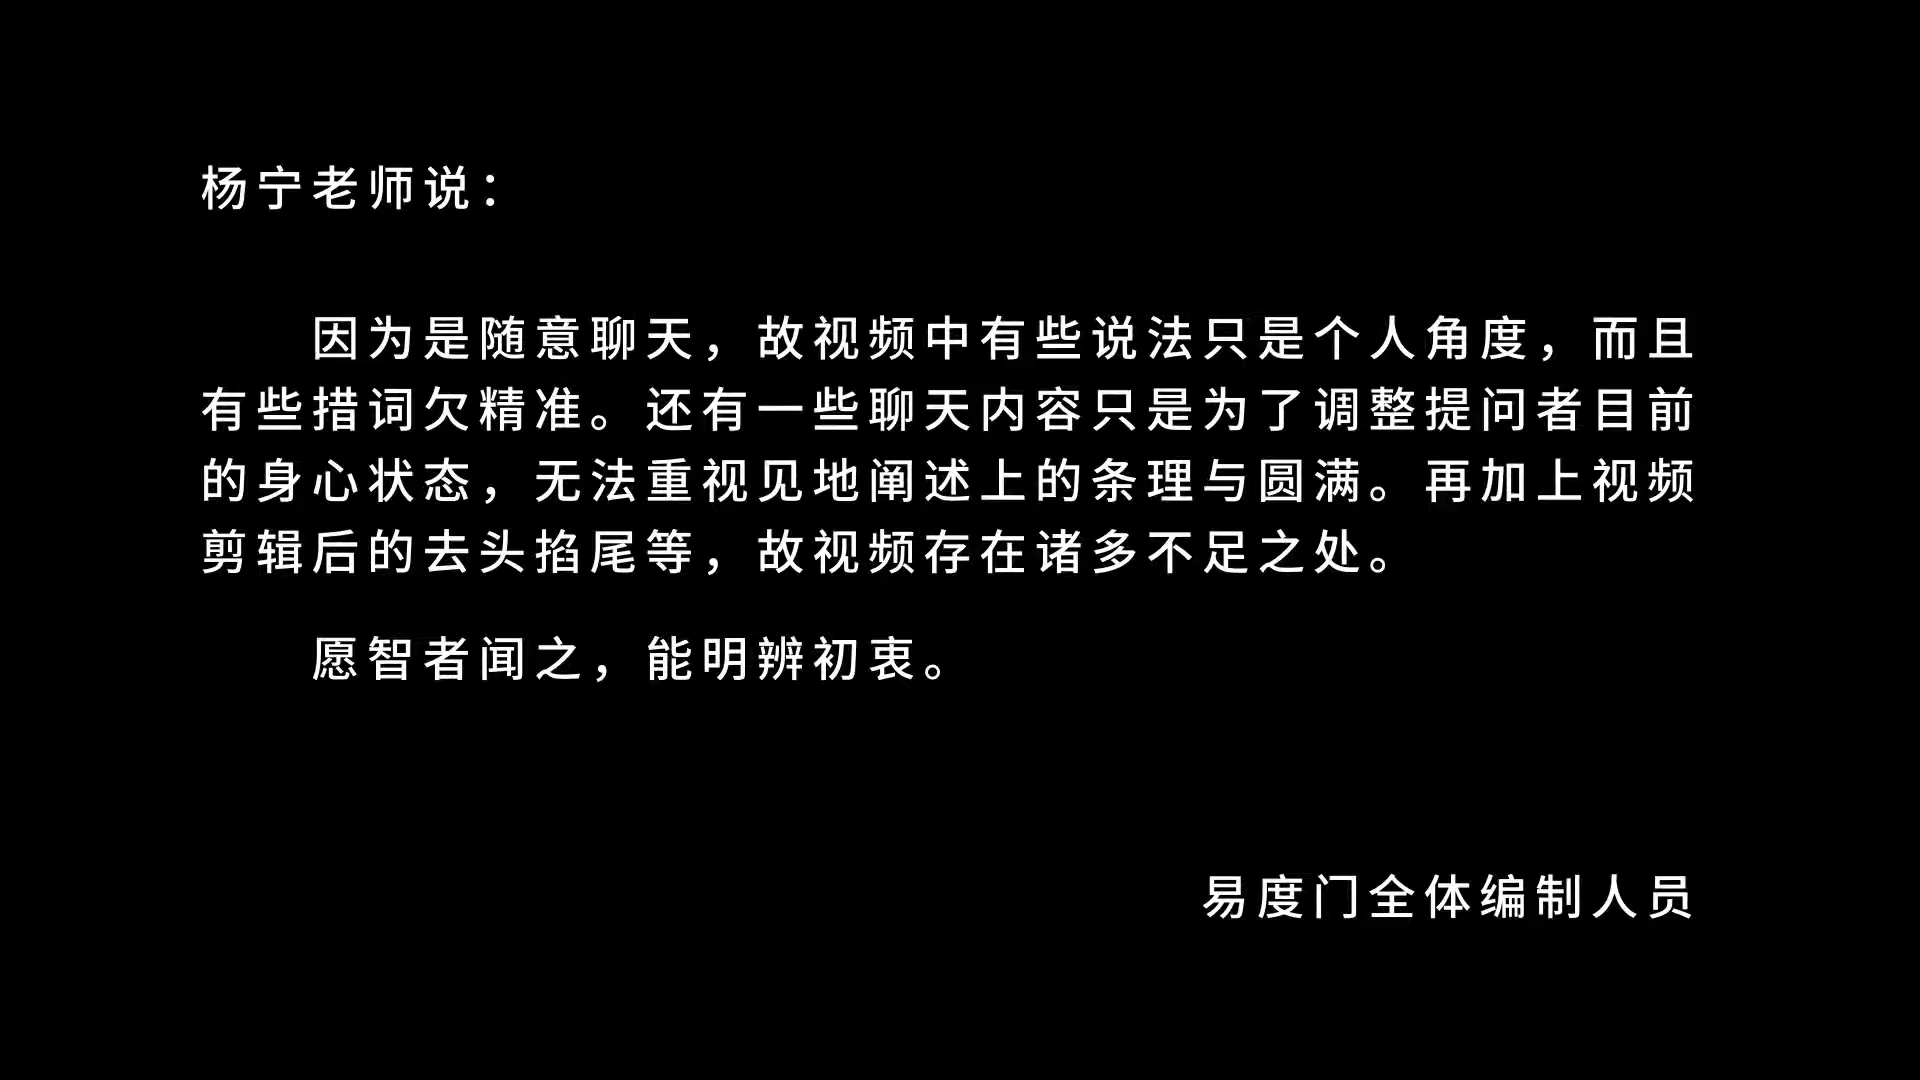 杨宁老师说：
因为是随意聊天，故视频中有些说法只是个人角度，而且
有些措词欠精准。还有一些聊天内容只是为了调整提问者目前
的身心状态，无法重视见地阐述上的条理与圆满。再加上视频
剪辑后的去头掐尾等，故视频存在诸多不足之处。
愿智者闻之，能明辨初衷。
易度门全体编制人员